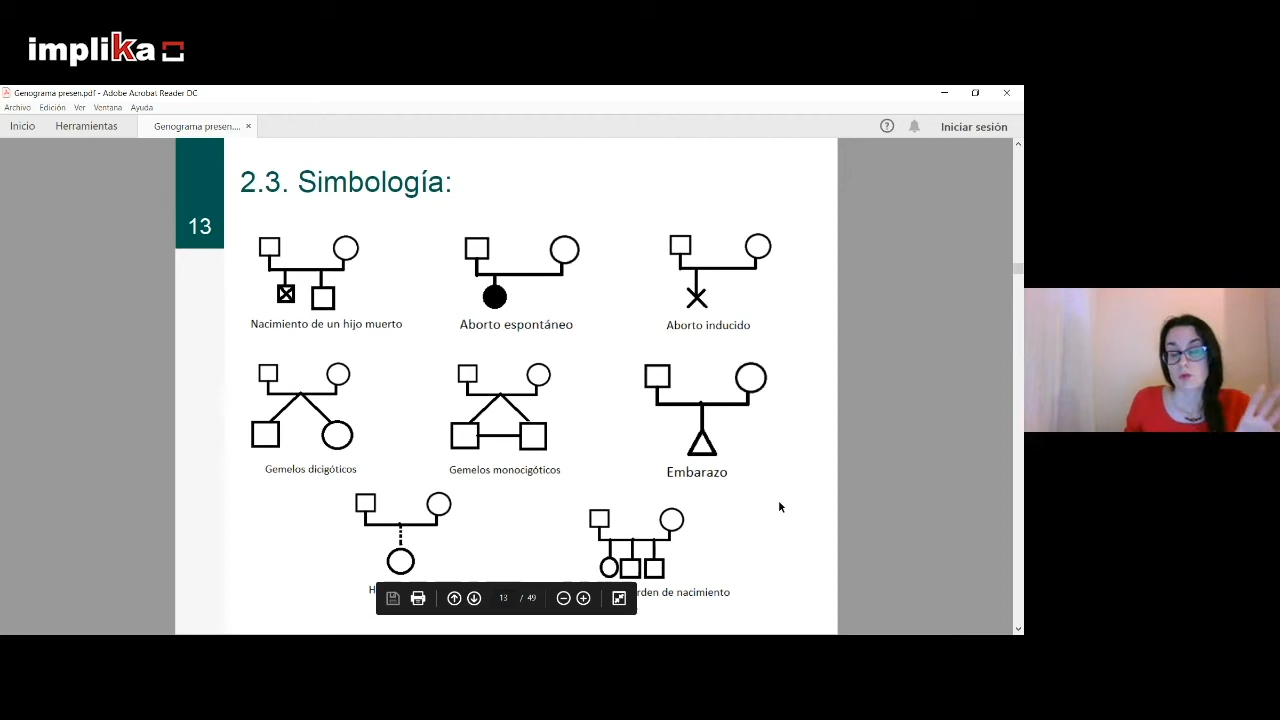 implika
Genograma presen.pdf - Adobe Acrobat Reader DC
Archivo Edición Ver Ventana Ayuda
Inicio Herramientas Genograma presen.... × Iniciar sesión
13
2.3. Simbología:
Nacimiento de un hijo muerto Aborto espontáneo Aborto inducido
Gemelos dicigóticos Gemelos monocigóticos Embarazo
de nacimiento
13 / 49